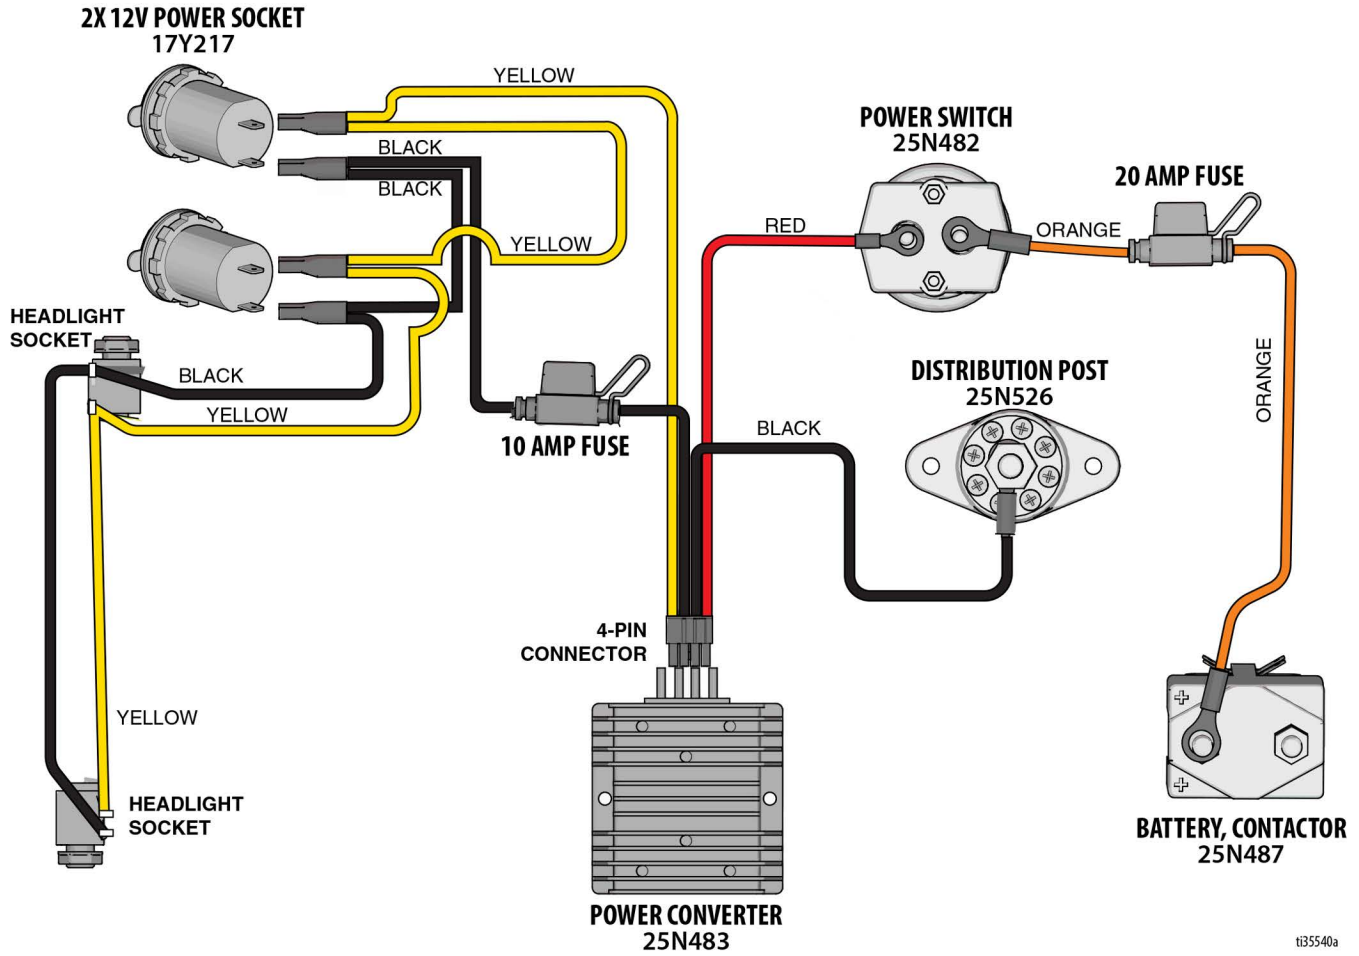 2X 12V POWER SOCKET
17Y217
YELLOW
BLACK
BLACK
YELLOW
POWER SWITCH
25N482
RED
ORANGE
20 AMP FUSE
HEADLIGHT
SOCKET
BLACK
YELLOW
10 AMP FUSE
BLACK
DISTRIBUTION POST
25N526
ORANGE
4-PIN
CONNECTOR
YELLOW
HEADLIGHT
SOCKET
POWER CONVERTER
25N483
+
+
BATTERY, CONTACTOR
25N487
ti35540a